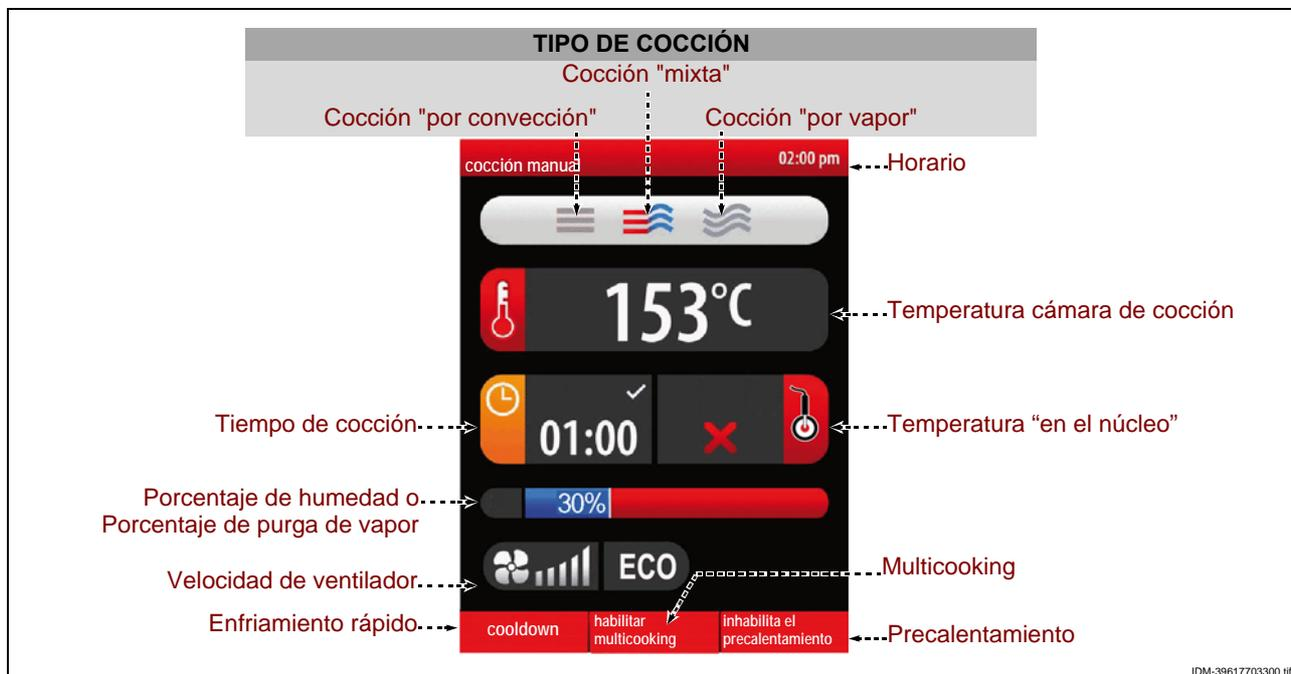 TIPO DE COCCIÓN
Cocción "mixta"
Cocción "por convección"
Cocción "por vapor"
cocción manual
02:00 pm
Horario
153°C
Temperatura cámara de cocción
Tiempo de cocción
01:00
Temperatura “en el núcleo”
Porcentaje de humedad o
Porcentaje de purga de vapor
30%
Velocidad de ventilador
ECO
Multicooking
Enfriamiento rápido
cooldown
habilitar
multicooking
inhabilita el
precalentamiento
Precalentamiento
IDM-39617703300.tif